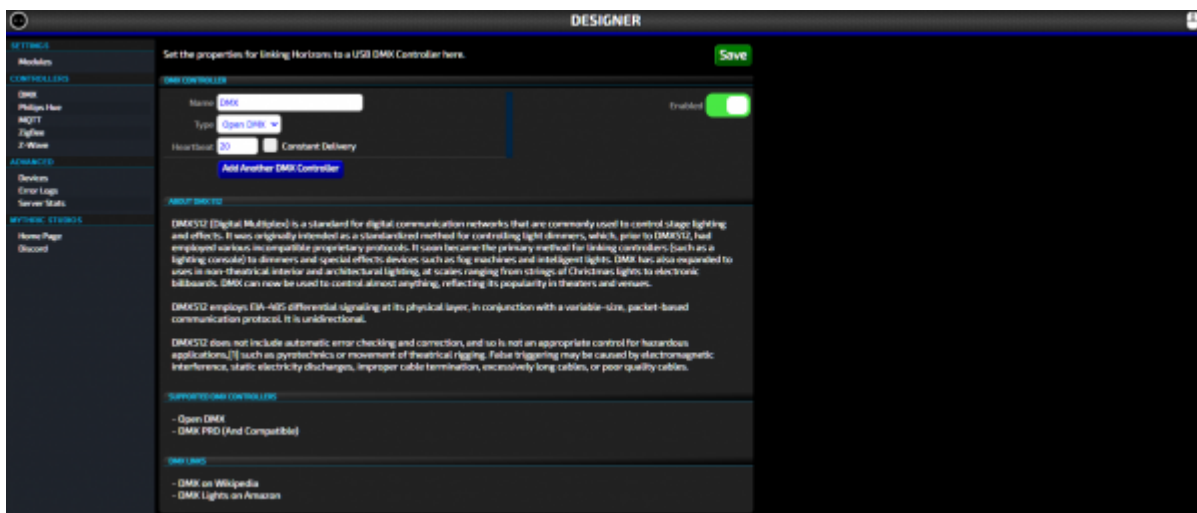 DESIGNER
SETTINGS
Modules
CONTROLLERS
DMX
Philips Hue
MQTT
ZigBee
Z-Wave
ADVANCED
Devices
Error Logs
Server Stats
MYTHRIC STUDIOS
Home Page
Discord
Set the properties for linking Horizons to a USB DMX Controller here.
Save
DMX CONTROLLER
Name DMX
Enabled
Type Open DMX
Heartbeat 20 Constant Delivery
Add Another DMX Controller
ABOUT DMX512
DMX512 (Digital Multiplex) is a standard for digital communication networks that are commonly used to control stage lighting
and effects. It was originally intended as a standardized method for controlling light dimmers, which, prior to DMX512, had
employed various incompatible proprietary protocols. It soon became the primary method for linking controllers (such as a
lighting console) to dimmers and special effects devices such as fog machines and intelligent lights. DMX has also expanded to
uses in non-theatrical interior and architectural lighting, at scales ranging from strings of Christmas lights to electronic
billboards. DMX can now be used to control almost anything, reflecting its popularity in theaters and venues.
DMX512 employs EIA-485 differential signaling at its physical layer, in conjunction with a variable-size, packet-based
communication protocol. It is unidirectional.
DMX512 does not include automatic error checking and correction, and so is not an appropriate control for hazardous
applications,[1] such as pyrotechnics or movement of theatrical rigging. False triggering may be caused by electromagnetic
interference, static electricity discharges, improper cable termination, excessively long cables, or poor quality cables.
SUPPORTED DMX CONTROLLERS
- Open DMX
- DMX PRO (And Compatible)
DMX LINKS
- DMX on Wikipedia
- DMX Lights on Amazon